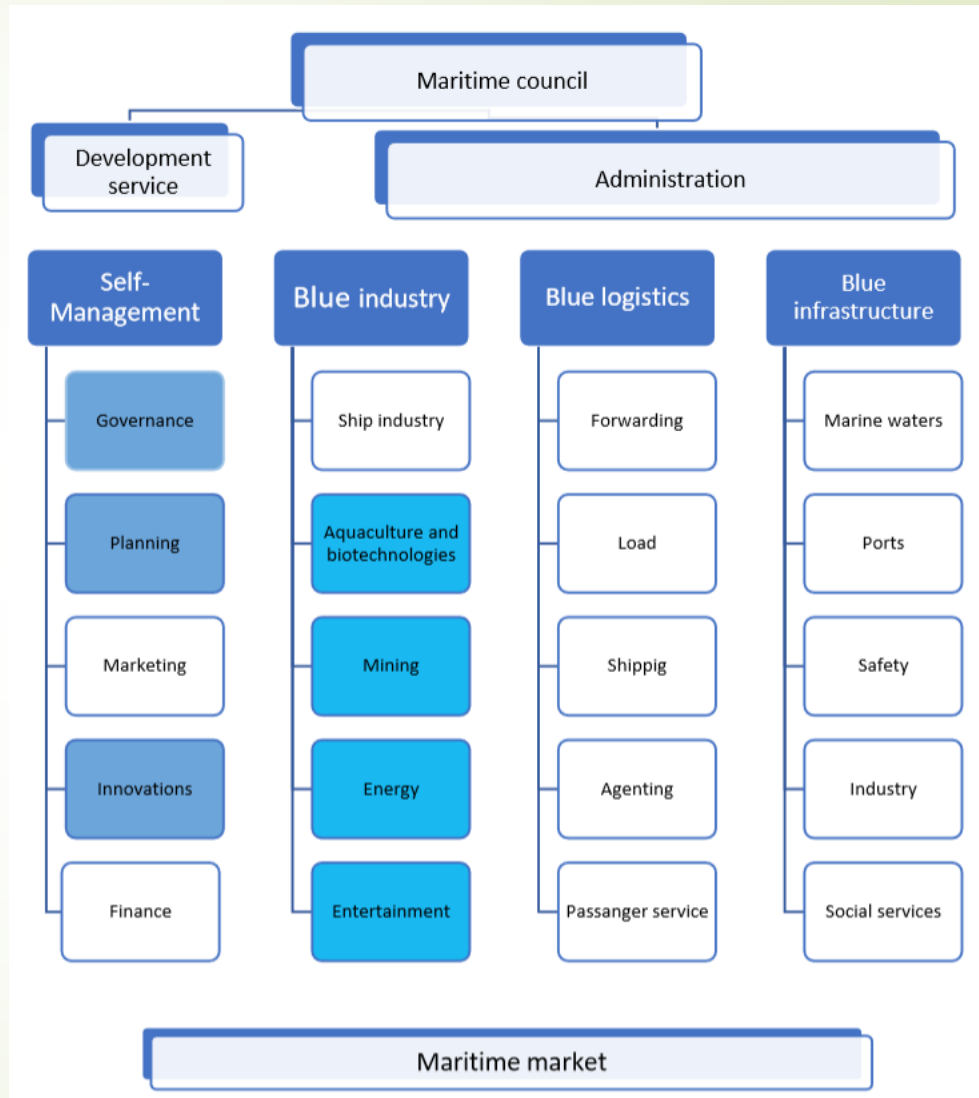 Maritime council
Development
service
Administration
Self-
Management
Governance
Planning
Marketing
Innovations
Finance
Blue industry
Ship industry
Aquaculture and
biotechnologies
Mining
Energy
Entertainment
Blue logistics
Forwarding
Load
Shippig
Agenting
Passanger service
Blue
infrastructure
Marine waters
Ports
Safety
Industry
Social services
Maritime market